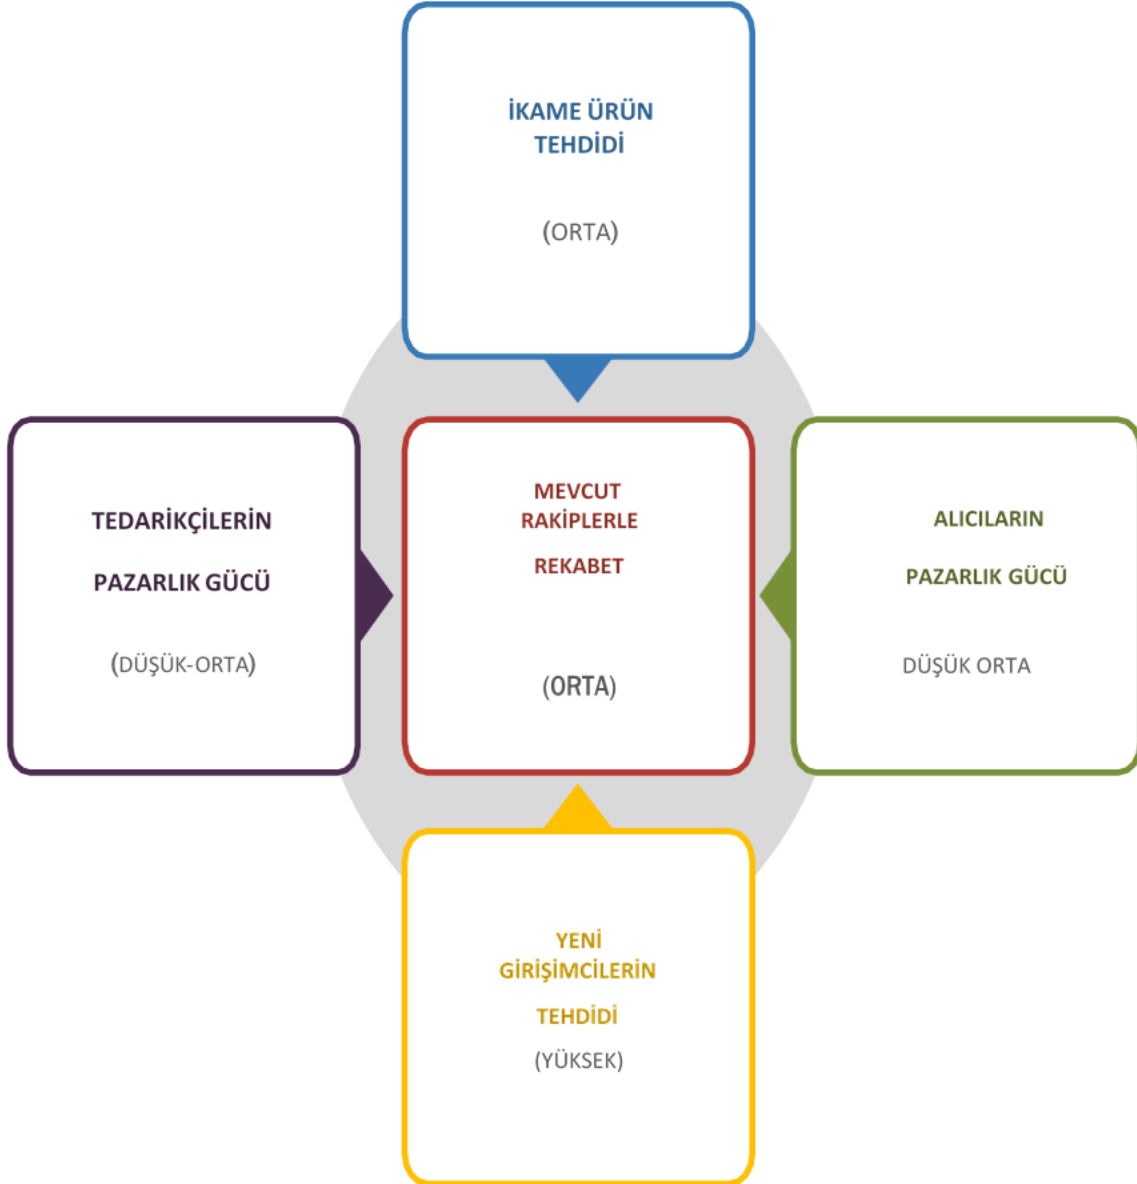 İKAME ÜRÜN
TEHDİDİ
(ORTA)
TEDARİKÇİLERİN
PAZARLIK GÜCÜ
(DÜŞÜK-ORTA)
MEVCUT
RAKİPLERLE
REKABET
(ORTA)
ALICILARIN
PAZARLIK GÜCÜ
DÜŞÜK ORTA
YENİ
GİRİŞİMCİLERİN
TEHDİDİ
(YÜKSEK)